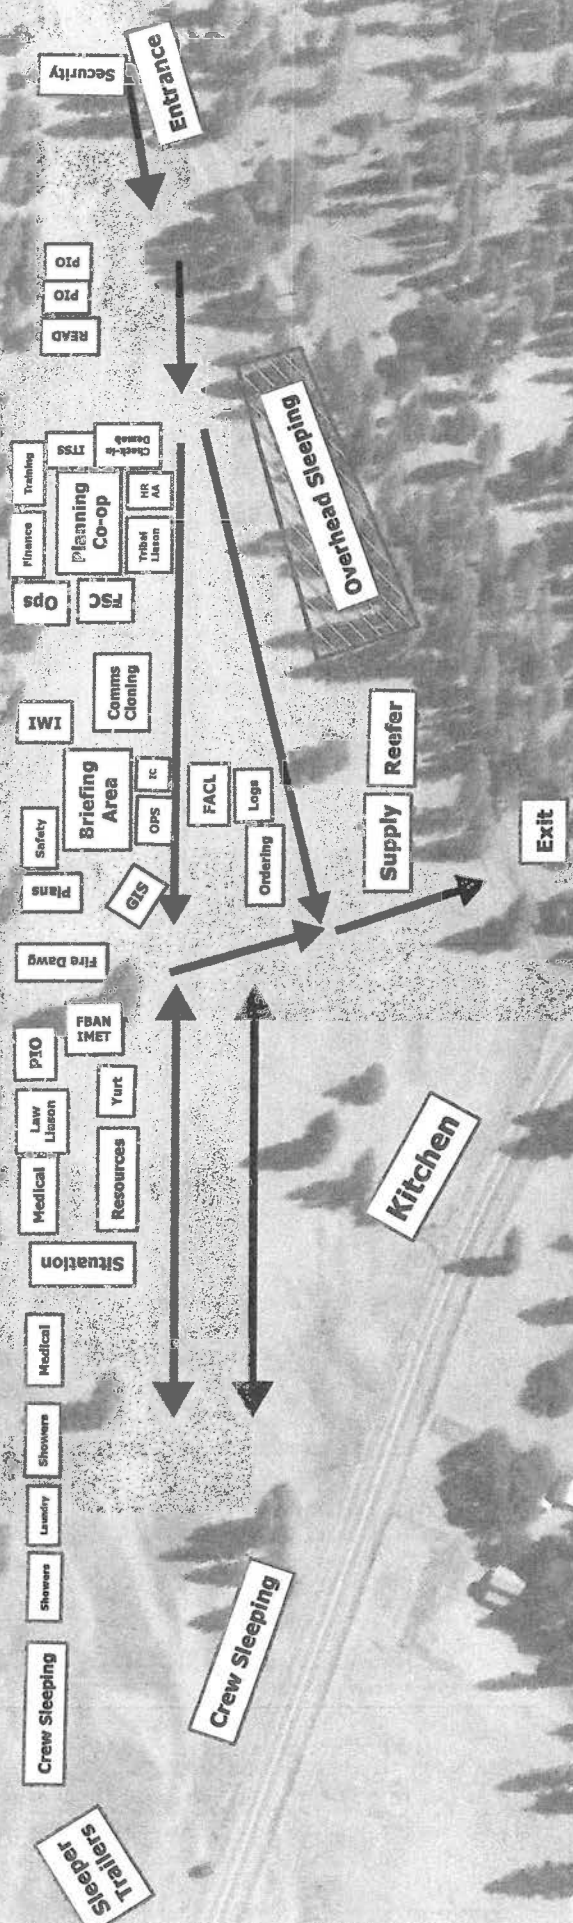 Security
Entrance
PIO
PIO
READ
Overhead Sleeping
Check-in
Demob
ITSS
Training
HR
AA
Planning
Co-op
Tribal
Liason
Finance
Ops
FSC
Comms
Cloning
IMI
Reefer
Briefing
Area
IC
OPS
FACL
Logs
Ordering
Supply
Exit
Safety
Plans
GIS
Fire Dawg
FBAN
IMET
PIO
Yurt
Law
Liason
Kitchen
Medical
Resources
Situation
Medical
Showers
Laundry
Showers
Crew Sleeping
Crew Sleeping
Sleeper
Trailers